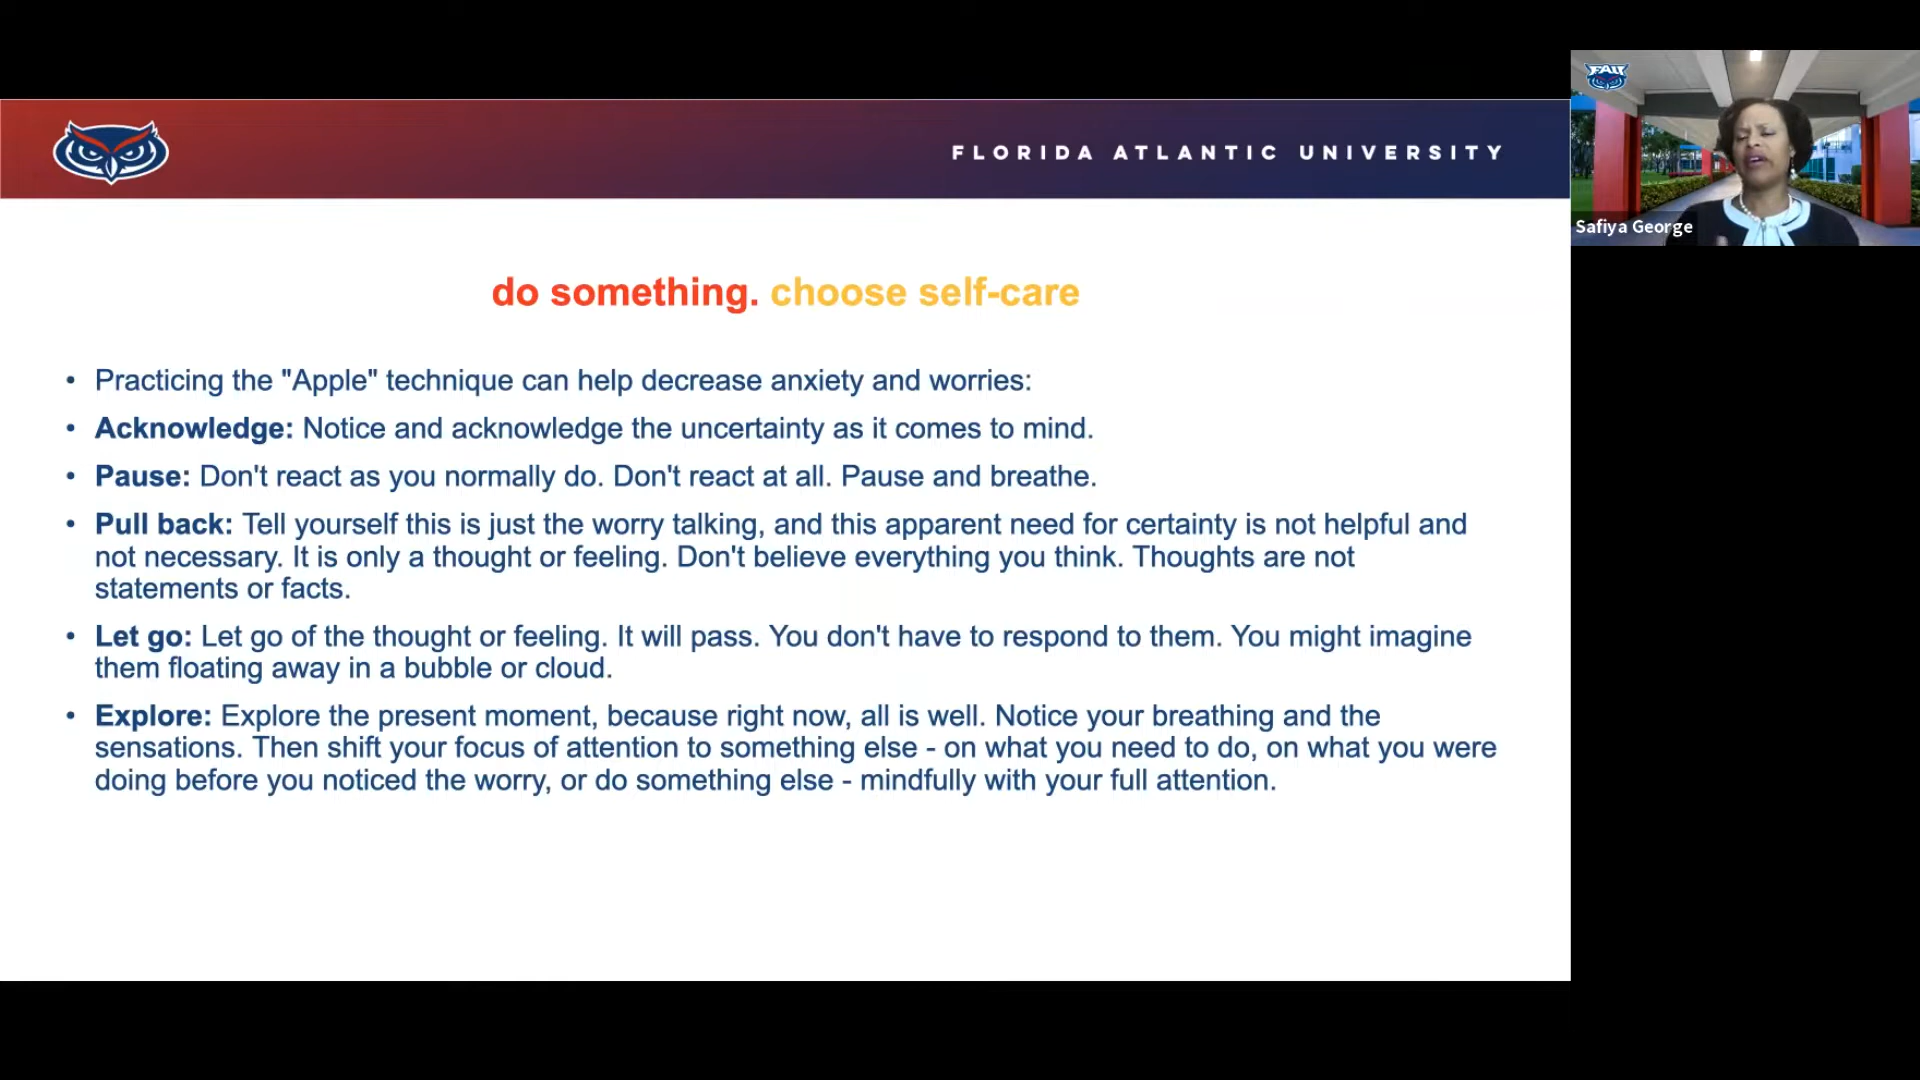 FLORIDA ATLANTIC UNIVERSITY
FAU
Safiya George
do something. choose self-care
• Practicing the "Apple" technique can help decrease anxiety and worries:
• Acknowledge: Notice and acknowledge the uncertainty as it comes to mind.
• Pause: Don't react as you normally do. Don't react at all. Pause and breathe.
• Pull back: Tell yourself this is just the worry talking, and this apparent need for certainty is not helpful and
not necessary. It is only a thought or feeling. Don't believe everything you think. Thoughts are not
statements or facts.
• Let go: Let go of the thought or feeling. It will pass. You don't have to respond to them. You might imagine
them floating away in a bubble or cloud.
• Explore: Explore the present moment, because right now, all is well. Notice your breathing and the
sensations. Then shift your focus of attention to something else - on what you need to do, on what you were
doing before you noticed the worry, or do something else - mindfully with your full attention.